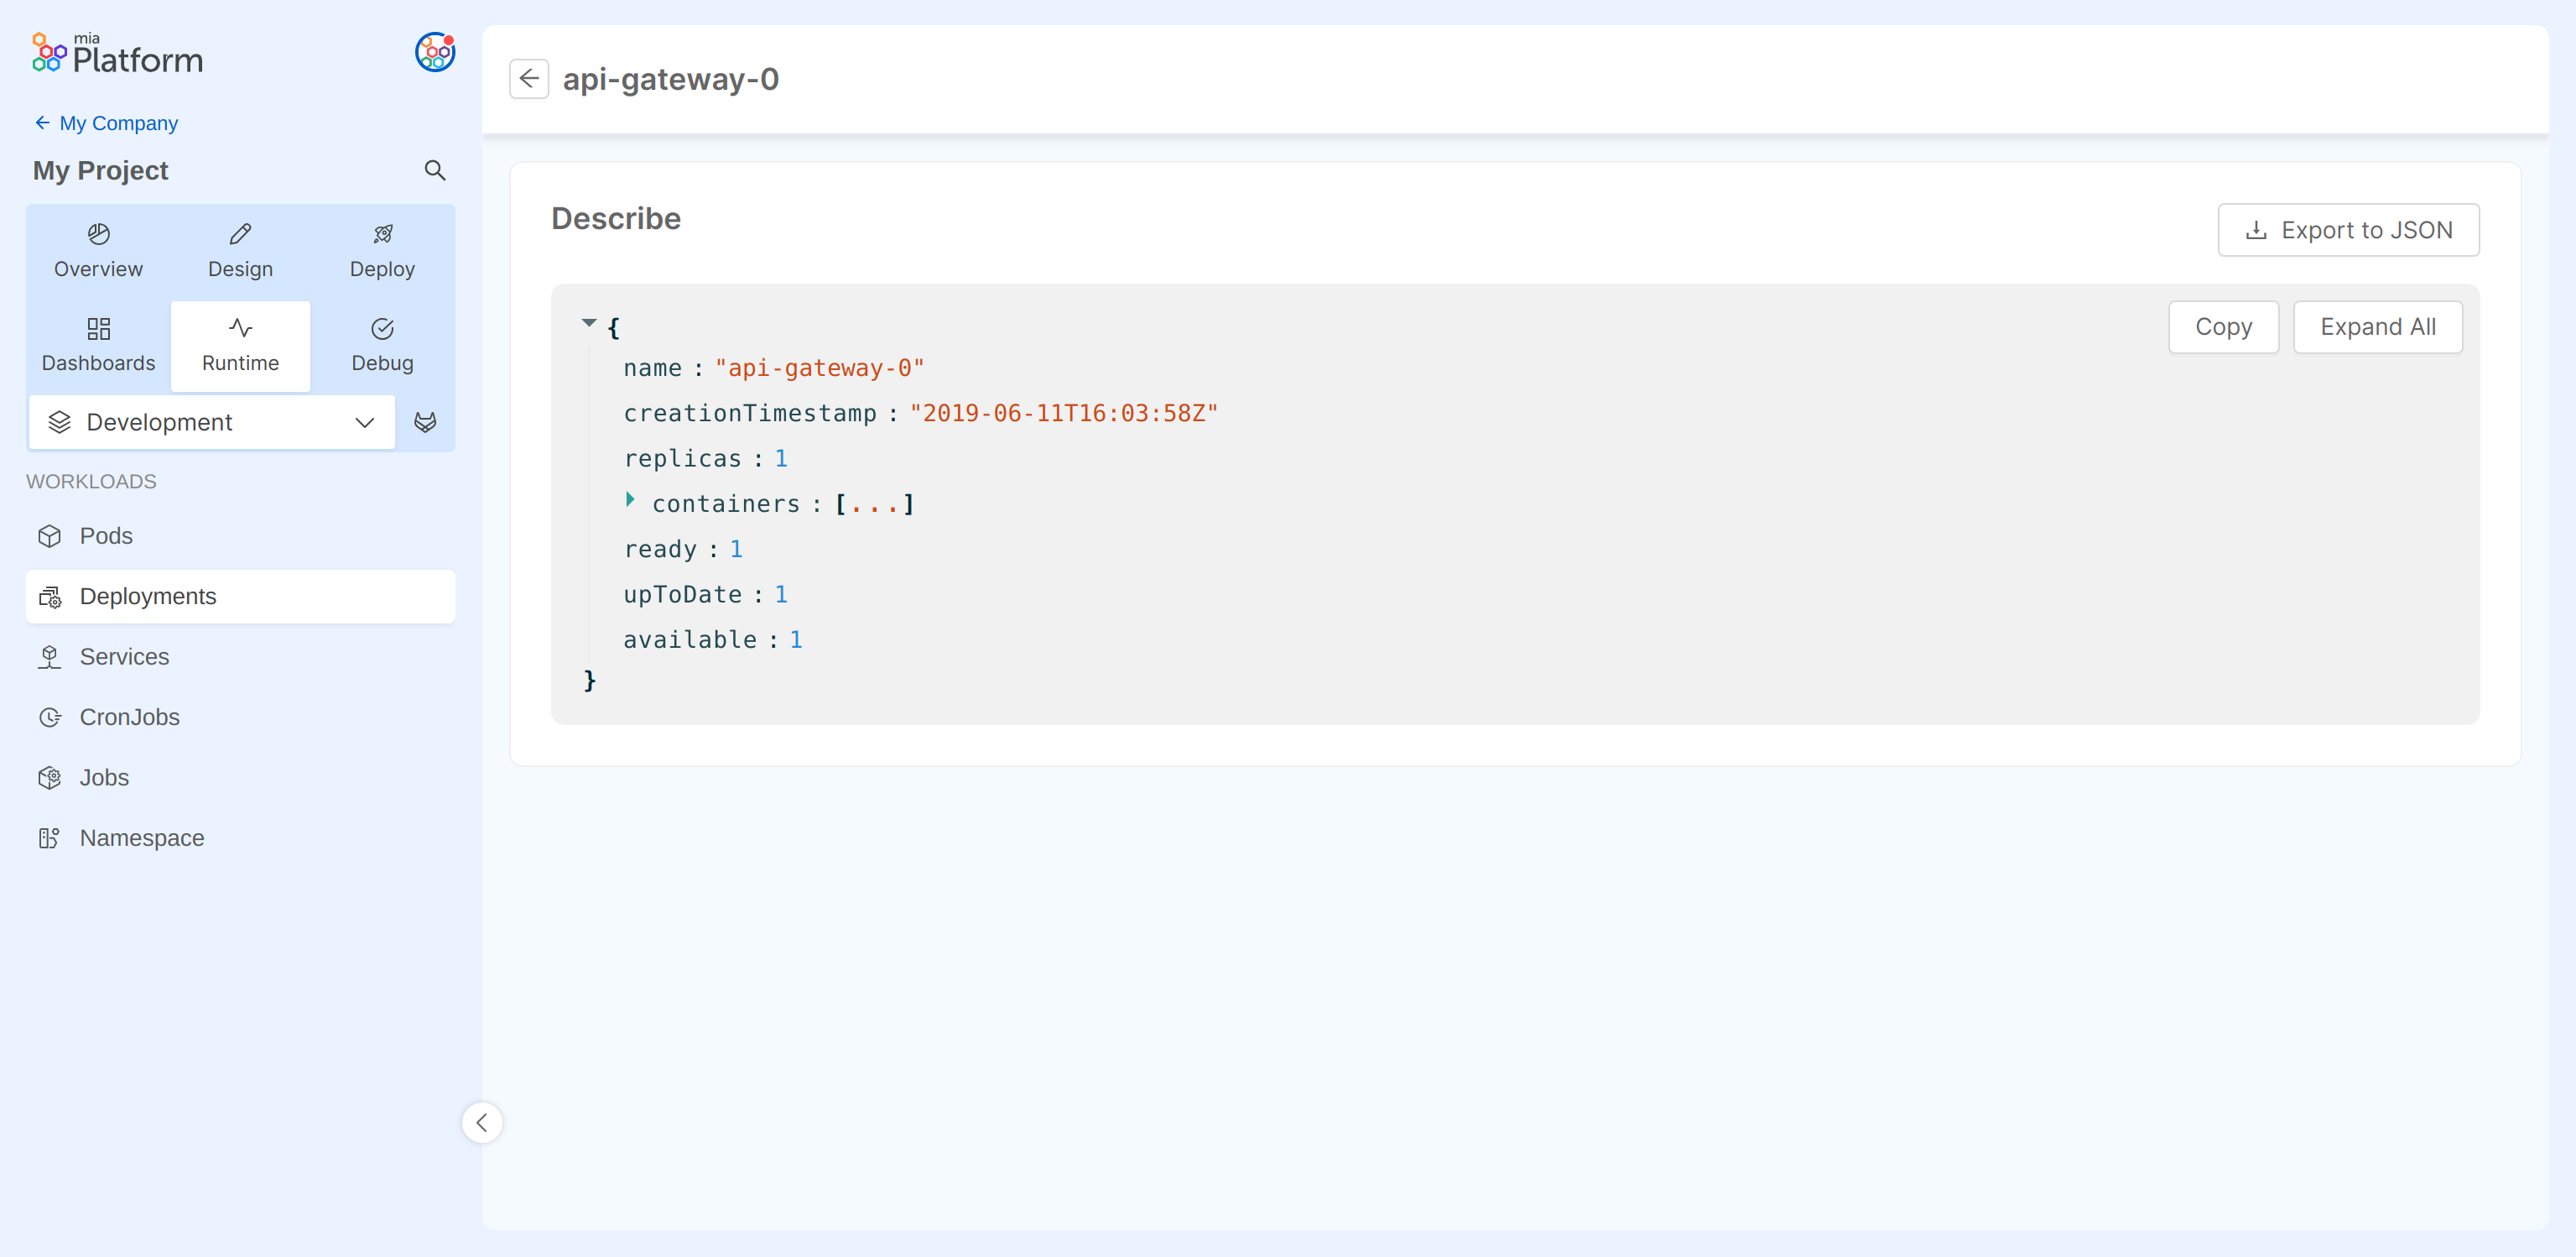 mia
Platform
My Company
My Project
Overview
Design
Deploy
Dashboards
Runtime
Debug
Development
WORKLOADS
Pods
Deployments
Services
CronJobs
Jobs
Namespace
api-gateway-0
Describe
Export to JSON
Copy
Expand All
{
name : "api-gateway-0"
creationTimestamp : "2019-06-11T16:03:58Z"
replicas : 1
containers : [...]
ready : 1
upToDate : 1
available : 1
}